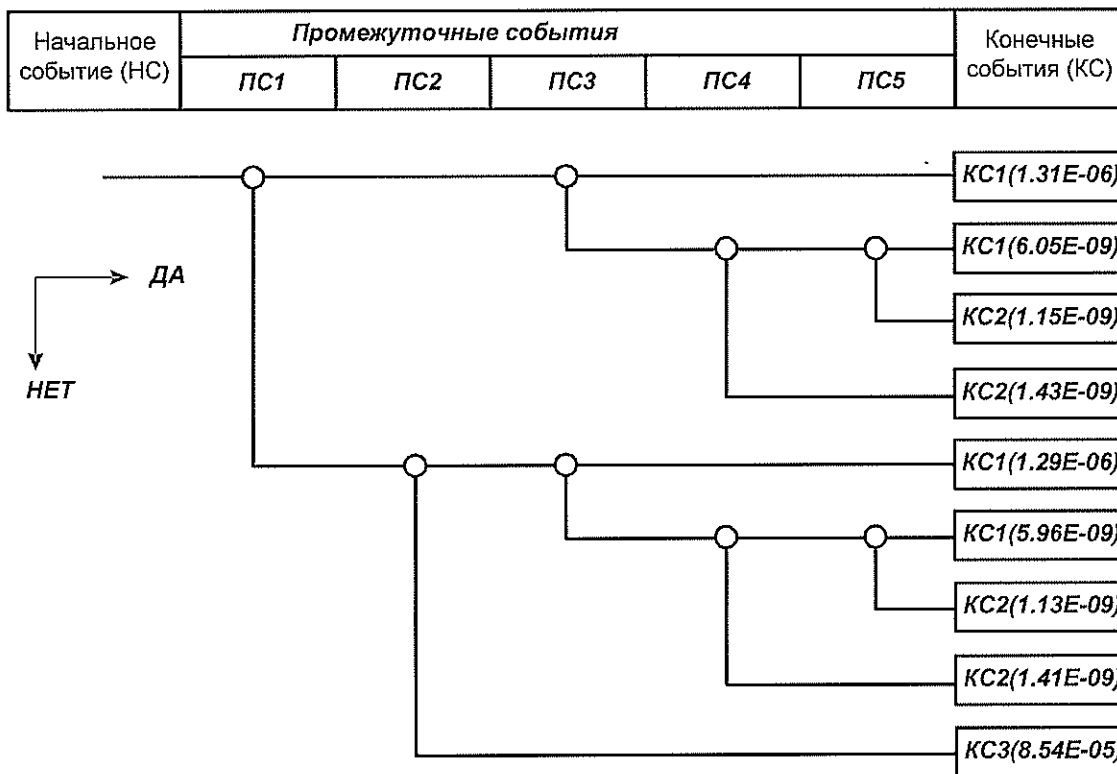 Начальное событие (НС)
Промежуточные события
Конечные события (КС)
ПС1 ПС2 ПС3 ПС4 ПС5
КС1(1.31E-06)
КС1(6.05E-09)
ДА
КС2(1.15E-09)
НЕТ
КС2(1.43E-09)
КС1(1.29E-06)
КС1(5.96E-09)
КС2(1.13E-09)
КС2(1.41E-09)
КС3(8.54E-05)